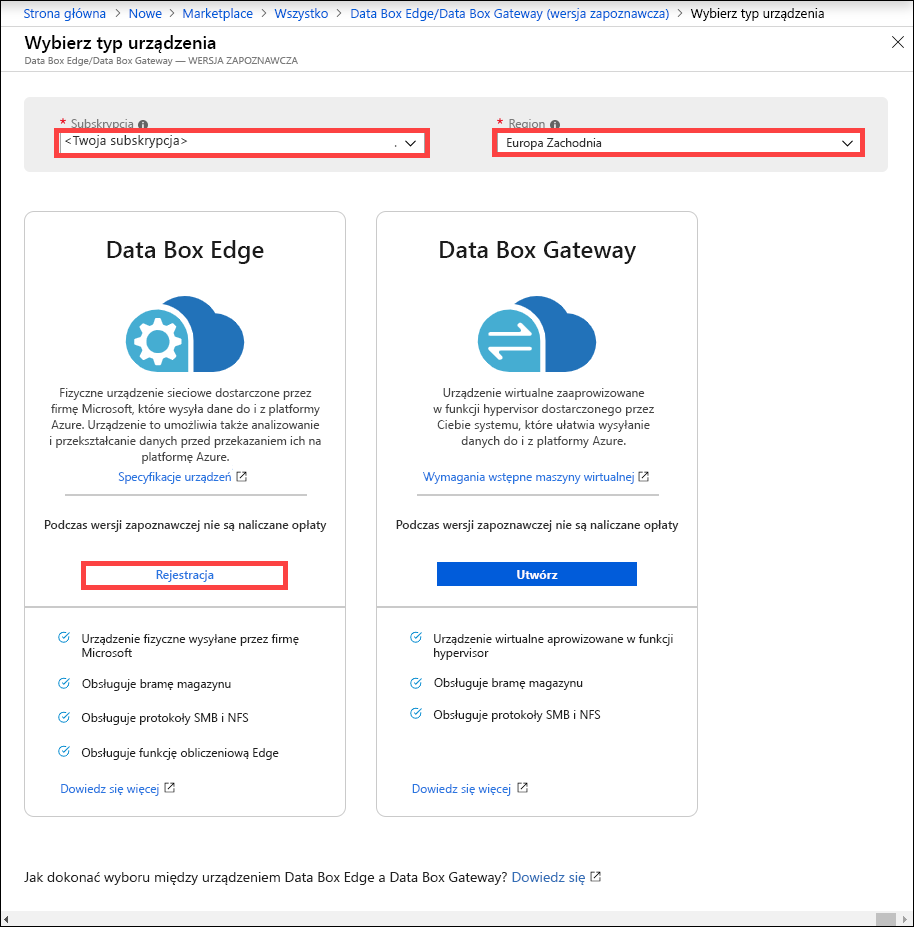 Strona główna > Nowe > Marketplace > Wszystko > Data Box Edge/Data Box Gateway (wersja zapoznawcza) > Wybierz typ urządzenia
Wybierz typ urządzenia
Data Box Edge/Data Box Gateway — WERSJA ZAPOZNAWCZA
* Subskrypcja
<Twoja subskrypcja>
* Region
Europa Zachodnia
Data Box Edge
Fizyczne urządzenie sieciowe dostarczone przez
firmę Microsoft, które wysyła dane do i z platformy
Azure. Urządzenie to umożliwia także analizowanie
i przekształcanie danych przed przekazaniem ich na
platformę Azure.
Specyfikacje urządzeń
Podczas wersji zapoznawczej nie są naliczane opłaty
Rejestracja
Urządzenie fizyczne wysyłane przez firmę
Microsoft
Obsługuje bramę magazynu
Obsługuje protokoły SMB i NFS
Obsługuje funkcję obliczeniową Edge
Dowiedz się więcej
Data Box Gateway
Urządzenie wirtualne zaaprowizowane
w funkcji hypervisor dostarczonego przez
Ciebie systemu, które ułatwia wysyłanie
danych do i z platformy Azure.
Wymagania wstępne maszyny wirtualnej
Podczas wersji zapoznawczej nie są naliczane opłaty
Utwórz
Urządzenie wirtualne aprowizowane w funkcji
hypervisor
Obsługuje bramę magazynu
Obsługuje protokoły SMB i NFS
Dowiedz się więcej
Jak dokonać wyboru między urządzeniem Data Box Edge a Data Box Gateway? Dowiedz się